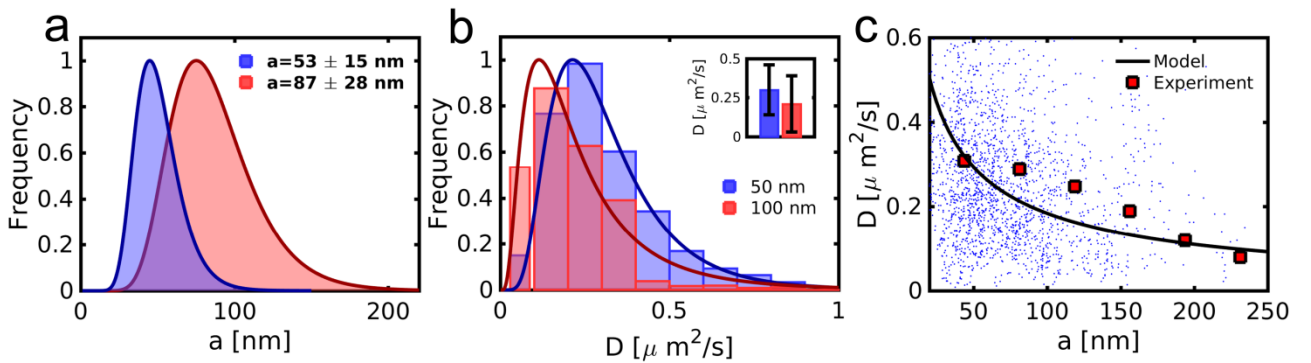 a
Frequency
1
0.8
0.6
0.4
0.2
0
0
100
200
a [nm]
a=53 ± 15 nm
a=87 ± 28 nm
b
Frequency
1
0.8
0.6
0.4
0.2
0
0
0.5
1
D [μ m²/s]
D [μ m²/s]
0.5
0.25
0
50 nm
100 nm
c
D [μ m²/s]
0.6
0.4
0.2
0
50
100
150
200
250
a [nm]
Model
Experiment